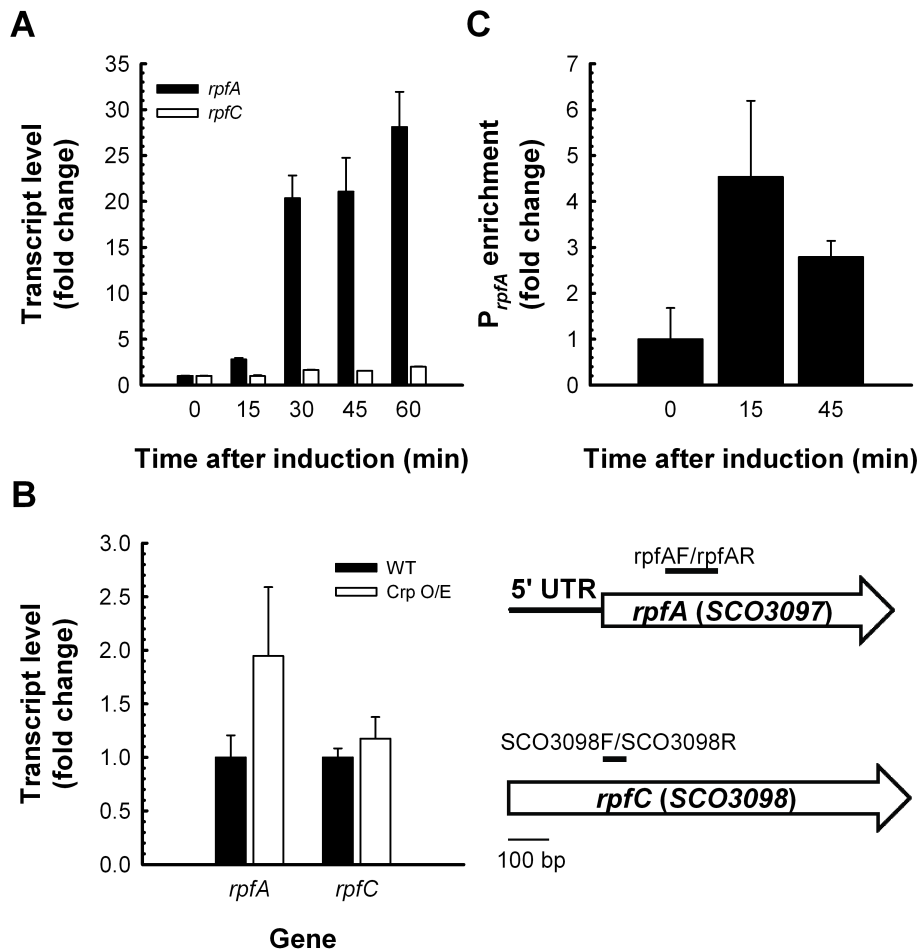 A
Transcript level
(fold change)
35
30
25
20
15
10
5
0
rpfA
rpfC
0 15 30 45 60
Time after induction (min)
C
PrpfA enrichment
(fold change)
7
6
5
4
3
2
1
0
0 15 45
Time after induction (min)
B
Transcript level
(fold change)
3.0
2.5
2.0
1.5
1.0
0.5
0.0
WT
Crp O/E
rpfA rpfC
Gene
rpfAF/rpfAR
5' UTR
rpfA (SCO3097)
SCO3098F/SCO3098R
rpfC (SCO3098)
100 bp